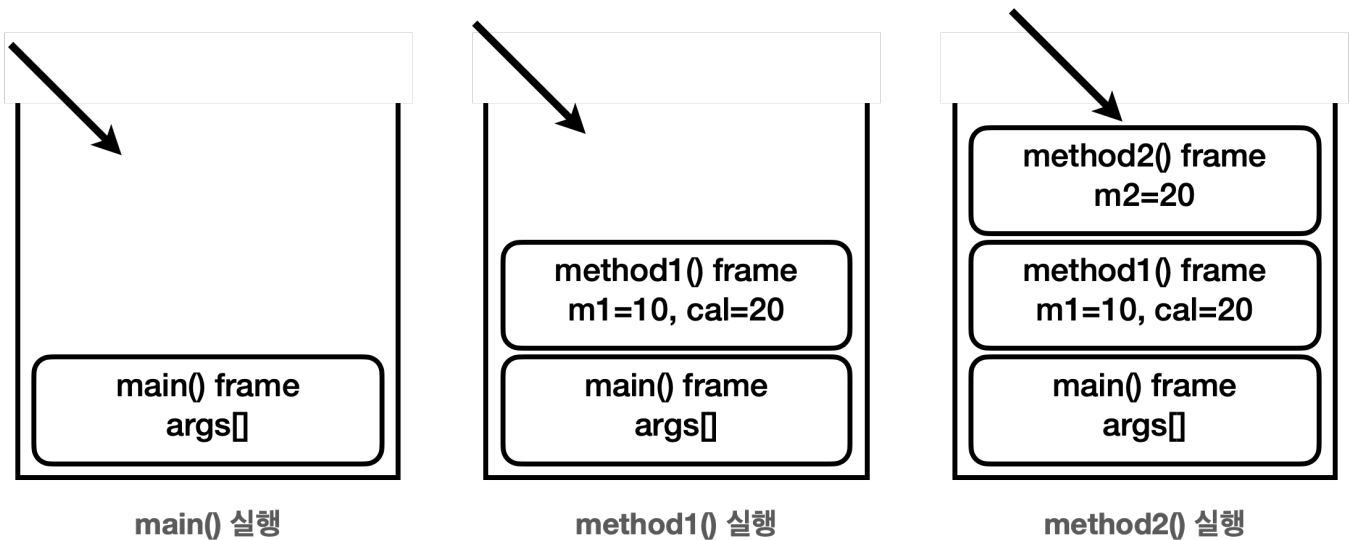 main() frame
args[]
main() 실행
method1() frame
m1=10, cal=20
main() frame
args[]
method1() 실행
method2() frame
m2=20
method1() frame
m1=10, cal=20
main() frame
args[]
method2() 실행